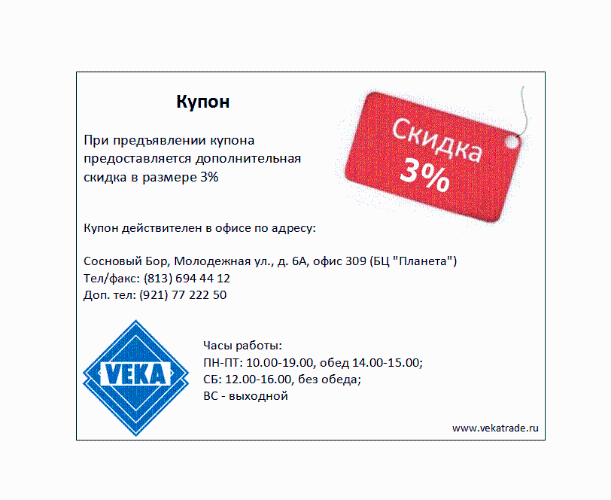 Купон
Скидка
3%
При предъявлении купона
предоставляется дополнительная
скидка в размере 3%
Купон действителен в офисе по адресу:
Сосновый Бор, Молодежная ул., д. 6А, офис 309 (БЦ "Планета")
Тел/факс: (813) 694 44 12
Доп. тел: (921) 77 222 50
VEKA
Часы работы:
ПН-ПТ: 10.00-19.00, обед 14.00-15.00;
СБ: 12.00-16.00, без обеда;
ВС - выходной
www.vekatrade.ru